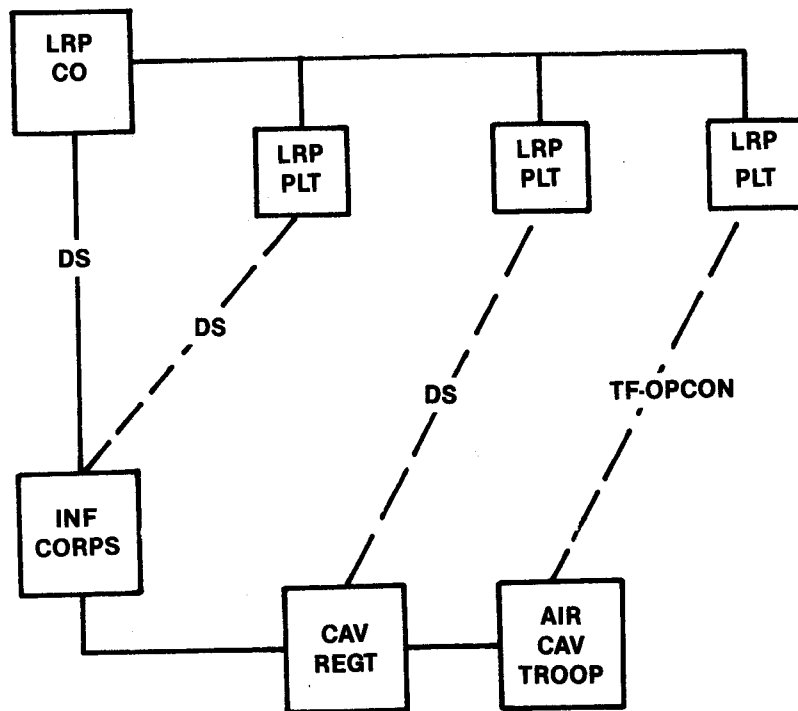 LRP
CO
LRP
PLT
LRP
PLT
LRP
PLT
DS
DS
DS
TF-OPCON
INF
CORPS
CAV
REGT
AIR
CAV
TROOP